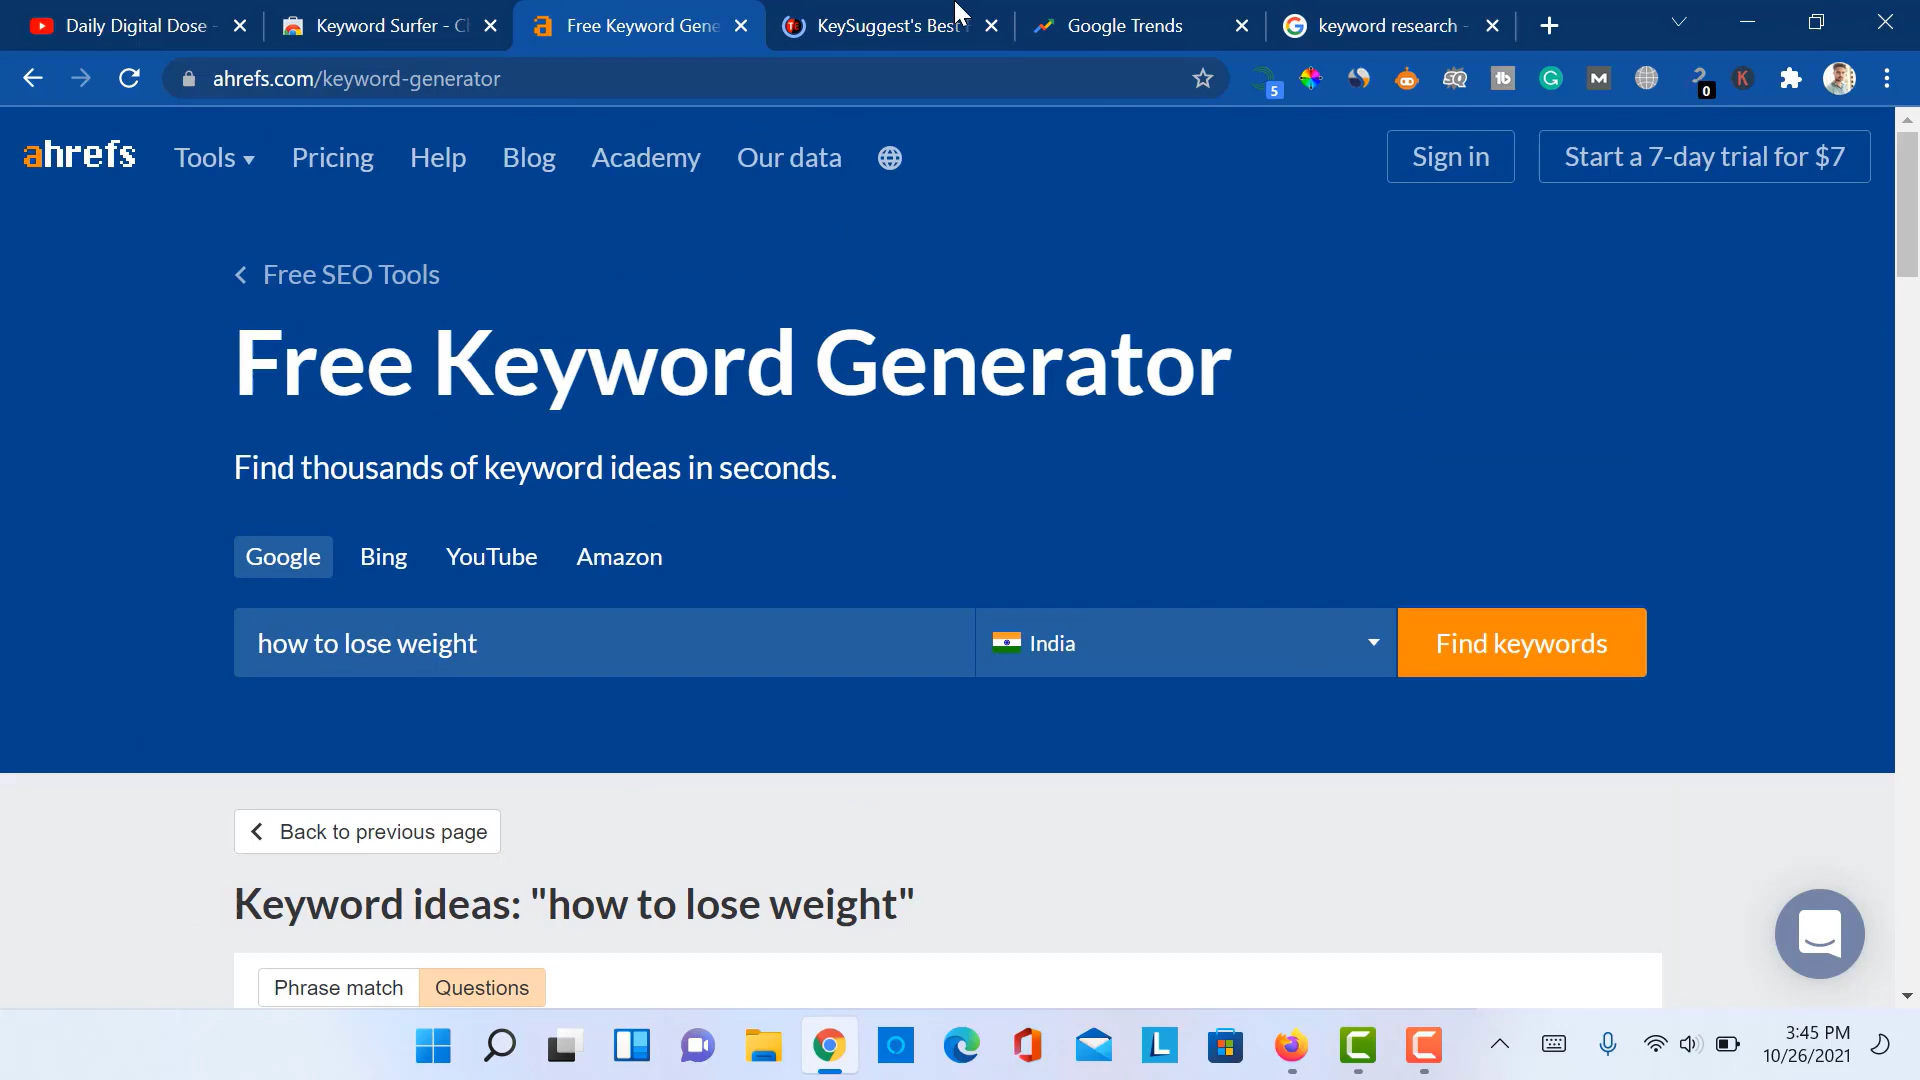 Daily Digital Dose -
Keyword Surfer - Cl
Free Keyword Gene
KeySuggest's Best
Google Trends
keyword research -
ahrefs.com/keyword-generator
5
tb
0
ahrefs
Tools
Pricing
Help
Blog
Academy
Our data
Sign in
Start a 7-day trial for $7
Free SEO Tools
Free Keyword Generator
Find thousands of keyword ideas in seconds.
Google
Bing
YouTube
Amazon
how to lose weight
India
Find keywords
Back to previous page
Keyword ideas: "how to lose weight"
Phrase match
Questions
3:45 PM
10/26/2021